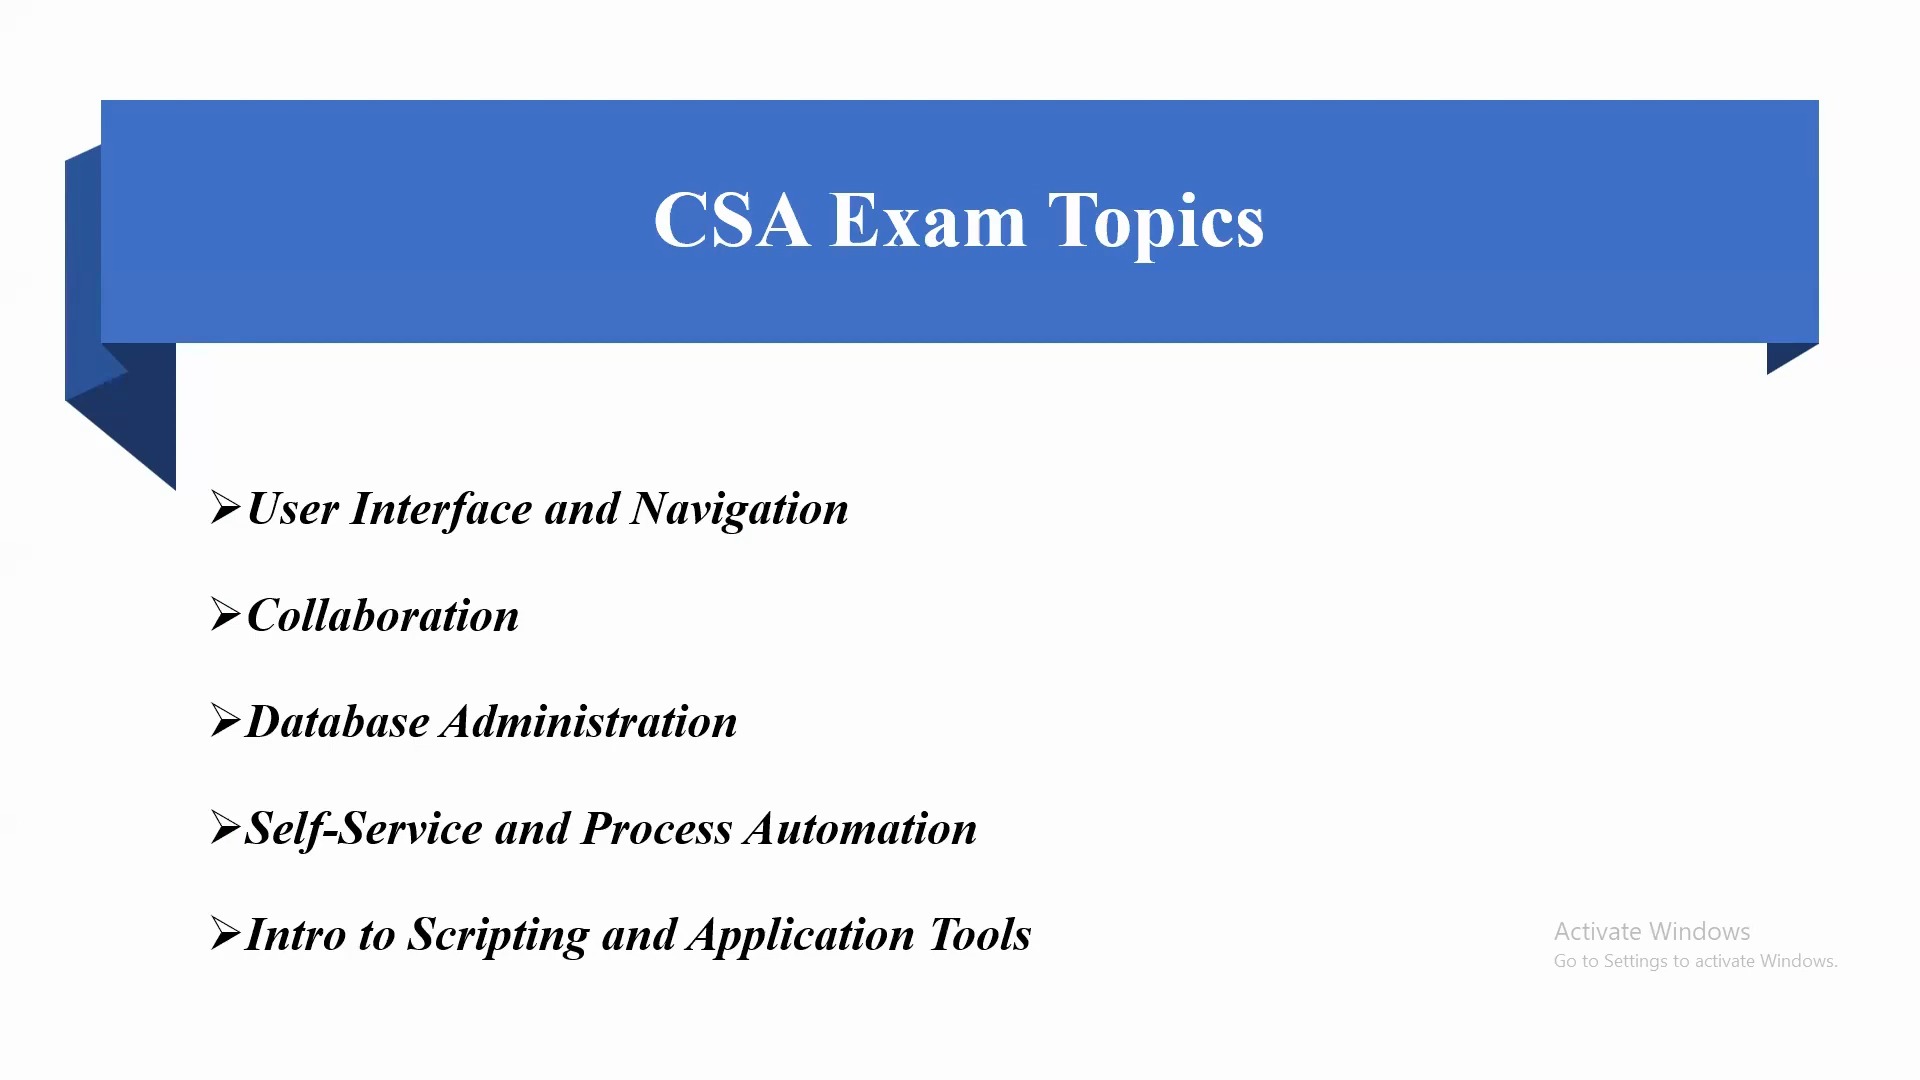 CSA Exam Topics
➢User Interface and Navigation
➢Collaboration
➢Database Administration
➢Self-Service and Process Automation
➢Intro to Scripting and Application Tools
Activate Windows
Go to Settings to activate Windows.